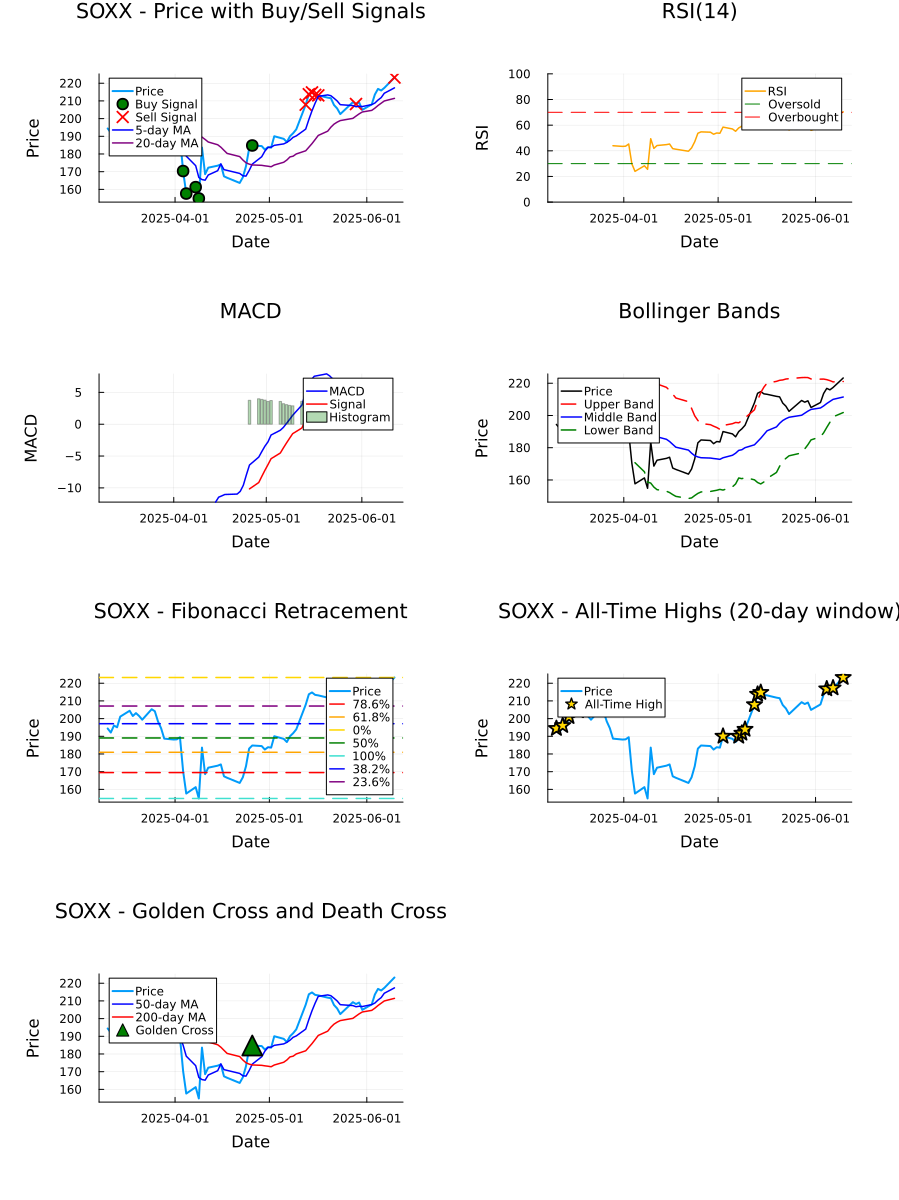 SOXX - Price with Buy/Sell Signals
220
210
200
190
180
170
160
Price
Price
Buy Signal
Sell Signal
5-day MA
20-day MA
2025-04-01
2025-05-01
2025-06-01
Date
RSI(14)
100
80
60
40
20
0
RSI
RSI
Oversold
Overbought
2025-04-01
2025-05-01
2025-06-01
Date
MACD
5
0
−5
−10
MACD
MACD
Signal
Histogram
2025-04-01
2025-05-01
2025-06-01
Date
Bollinger Bands
220
200
180
160
Price
Price
Upper Band
Middle Band
Lower Band
2025-04-01
2025-05-01
2025-06-01
Date
SOXX - Fibonacci Retracement
220
210
200
190
180
170
160
Price
Price
78.6%
61.8%
0%
50%
100%
38.2%
23.6%
2025-04-01
2025-05-01
2025-06-01
Date
SOXX - All-Time Highs (20-day window)
220
210
200
190
180
170
160
Price
Price
All-Time High
2025-04-01
2025-05-01
2025-06-01
Date
SOXX - Golden Cross and Death Cross
220
210
200
190
180
170
160
Price
Price
50-day MA
200-day MA
Golden Cross
2025-04-01
2025-05-01
2025-06-01
Date